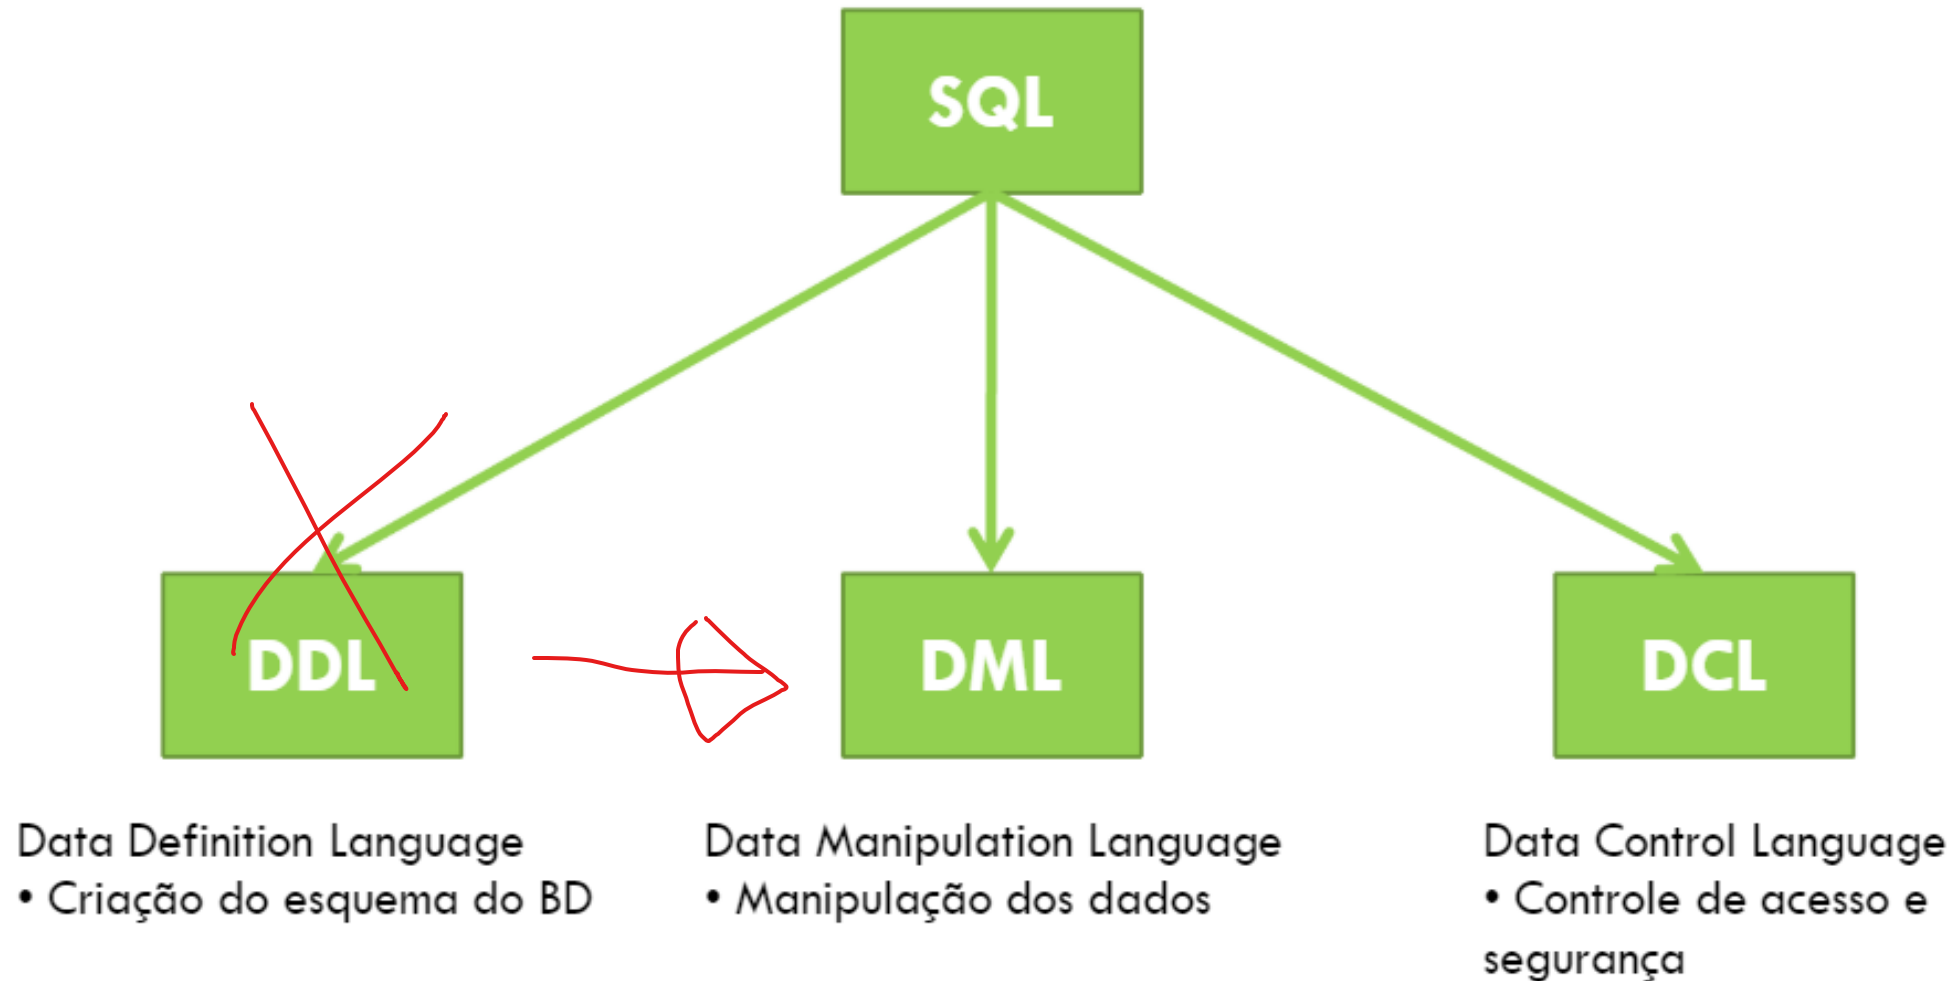 SQL
DDL
DML
DCL
Data Definition Language
• Criação do esquema do BD
Data Manipulation Language
• Manipulação dos dados
Data Control Language
• Controle de acesso e
segurança